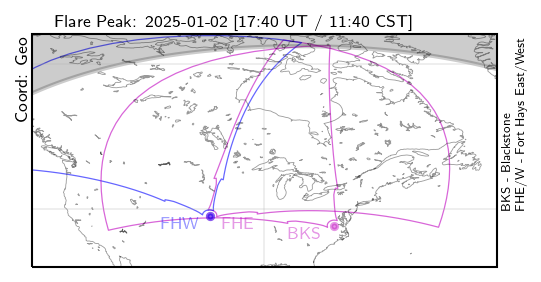 Flare Peak: 2025-01-02 [17:40 UT / 11:40 CST]
Coord: Geo
FHW
FHE
BKS
BKS - Blackstone
FHE/W - Fort Hays East/West